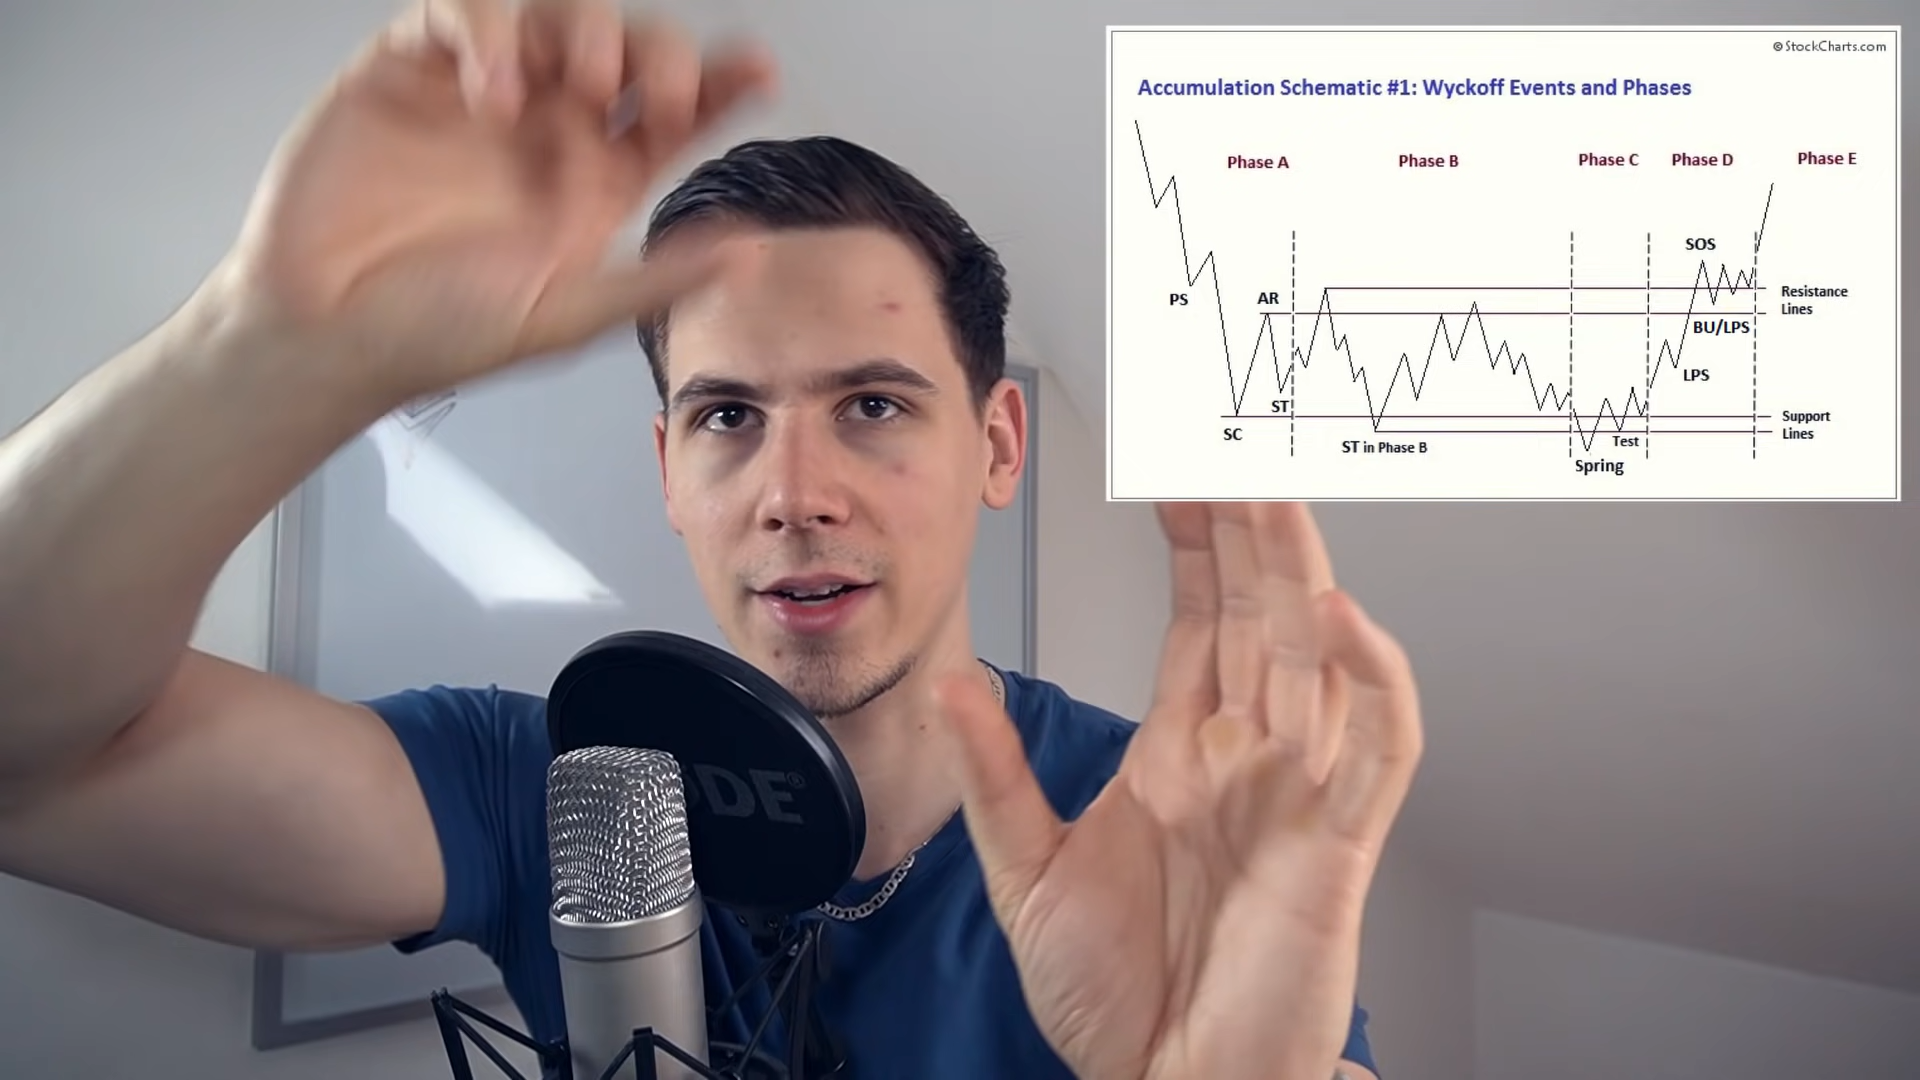 © StockCharts.com
Accumulation Schematic #1: Wyckoff Events and Phases
Phase A
Phase B
Phase C
Phase D
Phase E
SOS
PS
AR
Resistance
Lines
BU/LPS
LPS
ST
SC
ST in Phase B
Test
Spring
Support
Lines
DE®